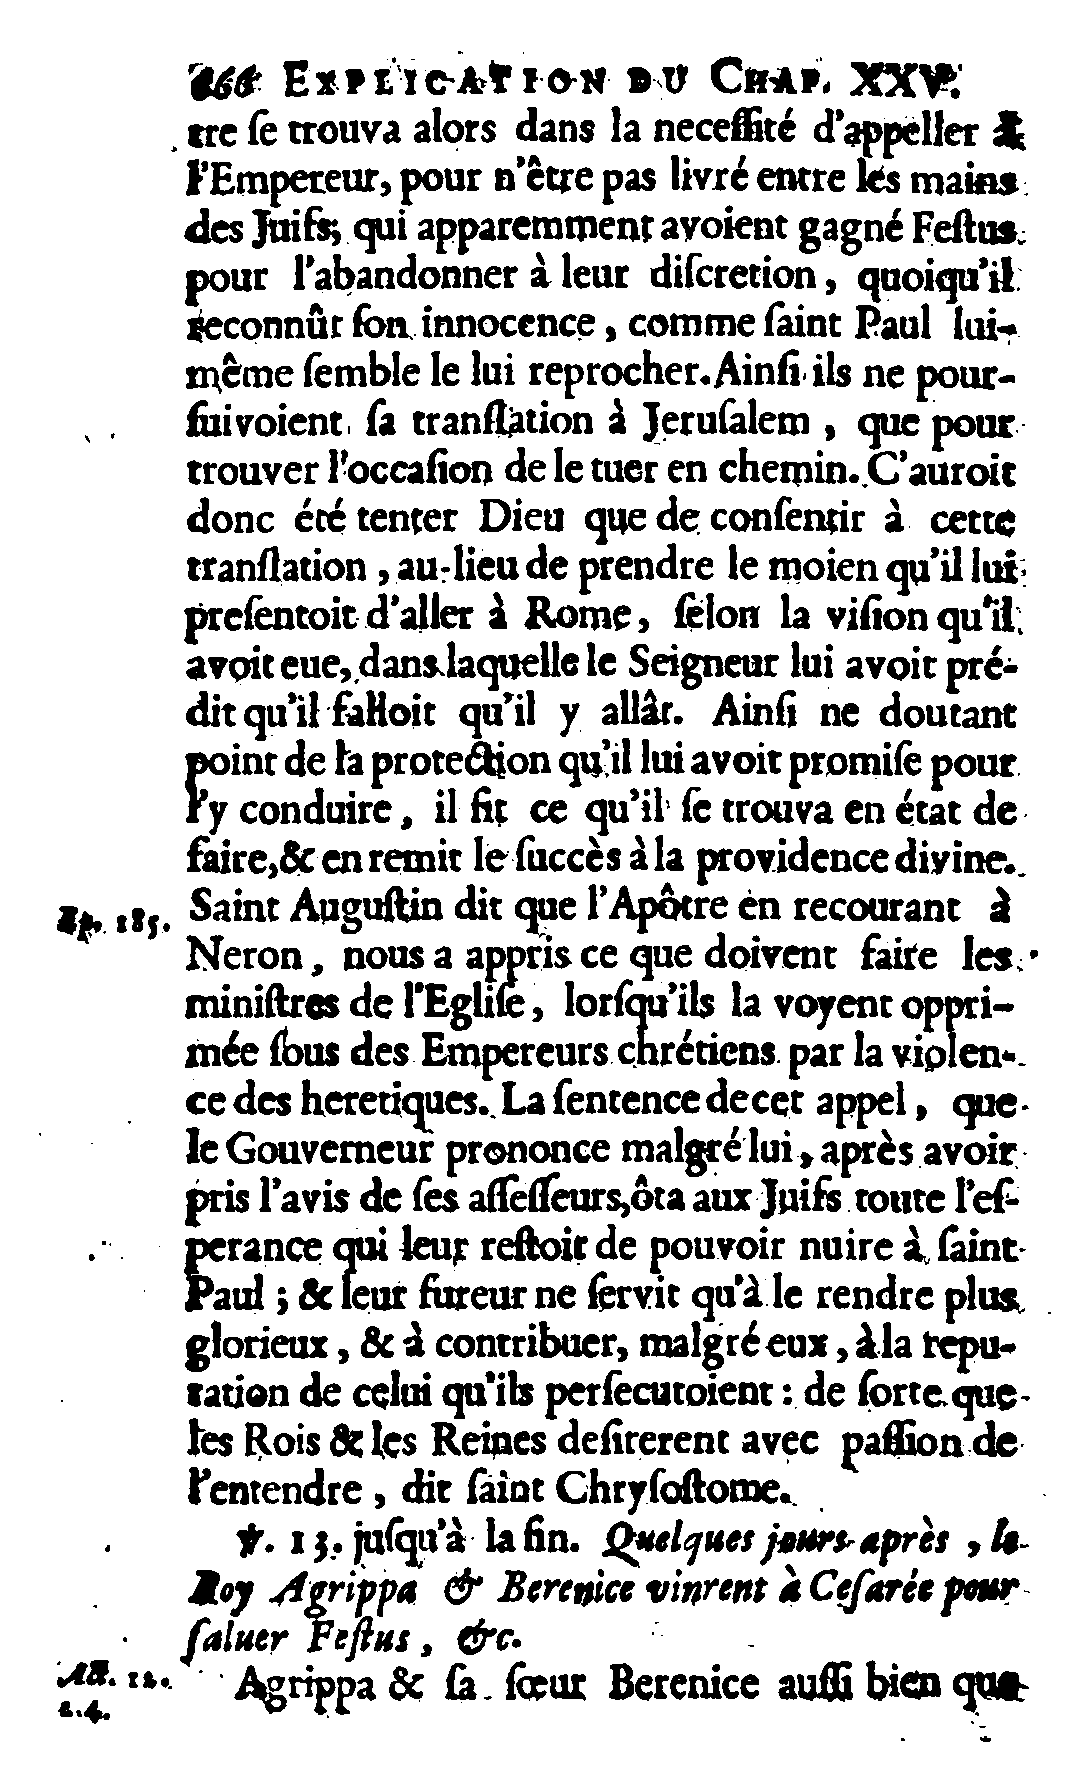 266 EXPLICATION DU CHAP. XXV.
tre ſe trouva alors dans la neceſſité d'appeller à
l'Empereur, pour n'être pas livré entre les mains
des Juifs, qui apparemment avoient gagné Feſtus
pour l'abandonner à leur diſcretion, quoiqu'il
reconnût ſon innocence, comme ſaint Paul lui-
même ſemble le lui reprocher. Ainſi ils ne pour-
ſuivoient ſa tranſlation à Jeruſalem, que pour
trouver l'occaſion de le tuer en chemin. C'auroit
donc été tenter Dieu que de conſentir à cette
tranſlation, au-lieu de prendre le moien qu'il lui
preſentoit d'aller à Rome, ſelon la viſion qu'il
avoit eue, dans laquelle le Seigneur lui avoit pré-
dit qu'il falloit qu'il y allât. Ainſi ne doutant
point de la protection qu'il lui avoit promiſe pour
l'y conduire, il fit ce qu'il ſe trouva en état de
faire, & en remit le ſuccès à la providence divine.
Ep. 185. Saint Auguſtin dit que l'Apôtre en recourant à
Neron, nous a appris ce que doivent faire les
miniſtres de l'Egliſe, lorſqu'ils la voyent oppri-
mée ſous des Empereurs chrétiens par la violen-
ce des heretiques. La ſentence de cet appel, que
le Gouverneur prononce malgré lui, après avoir
pris l'avis de ſes aſſeſſeurs, ôta aux Juifs toute l'eſ-
perance qui leur reſtoit de pouvoir nuire à ſaint
Paul ; & leur fureur ne ſervit qu'à le rendre plus
glorieux, & à contribuer, malgré eux, à la repu-
tation de celui qu'ils perſecutoient : de ſorte que
les Rois & les Reines deſirerent avec paſſion de
l'entendre, dit ſaint Chryſoſtome.
℣. 13. juſqu'à la fin. Quelques jours après, le
Roy Agrippa & Berenice vinrent à Ceſarée pour
ſaluer Feſtus, &c.
Act. 12. Agrippa & ſa ſœur Berenice auſſi bien que
2.4.